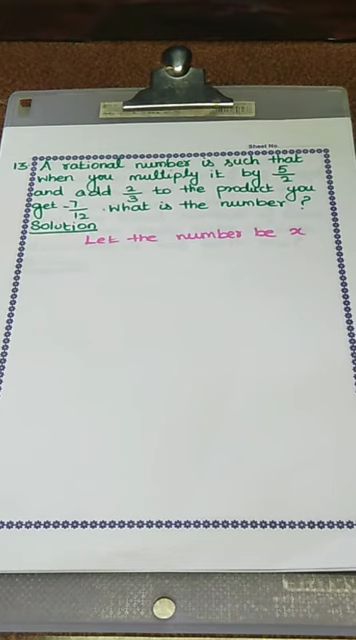 Sheet No.
13. A rational number is such that
when you multiply it by 5/2
and add 2/3 to the product you
get -7/12. What is the number?
Solution
Let the number be x